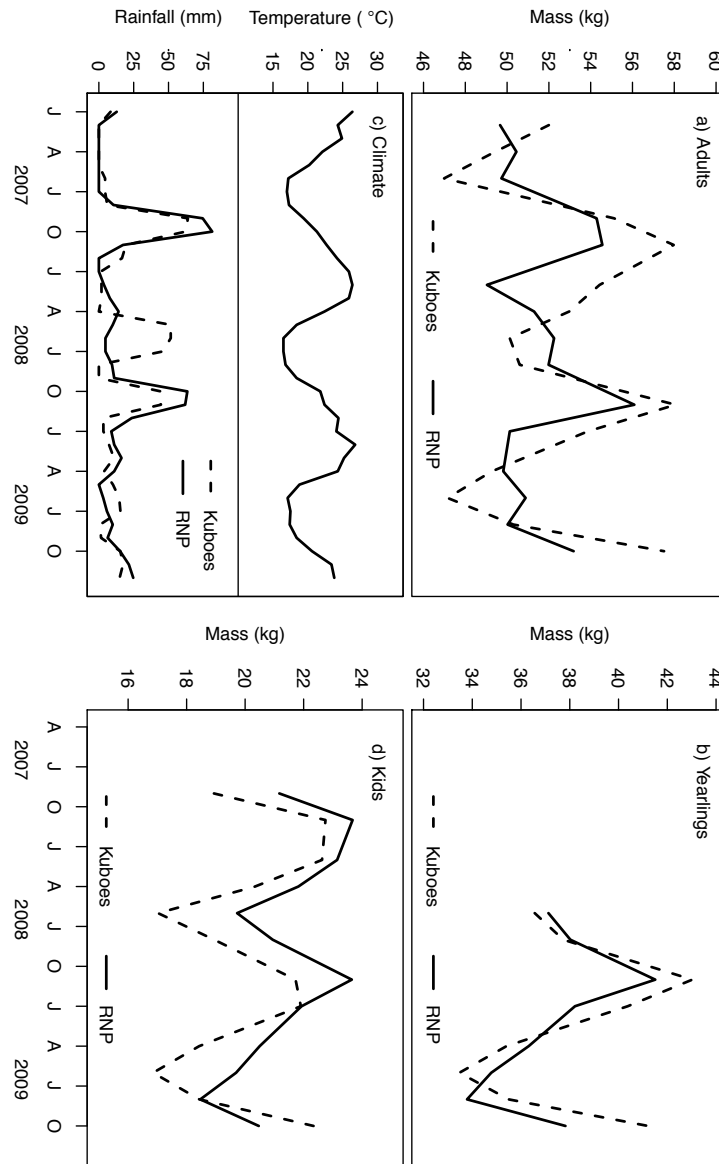 a) Adults
Mass (kg)
46 48 50 52 54 56 58 60
Kuboes RNP
b) Yearlings
Mass (kg)
32 34 36 38 40 42 44
Kuboes RNP
c) Climate
Temperature ( °C)
15 20 25 30
Rainfall (mm)
0 25 50 75
Kuboes
RNP
J A J O J A J O J A J O
2007 2008 2009
d) Kids
Mass (kg)
16 18 20 22 24
Kuboes RNP
A J O J A J O J A J O
2007 2008 2009